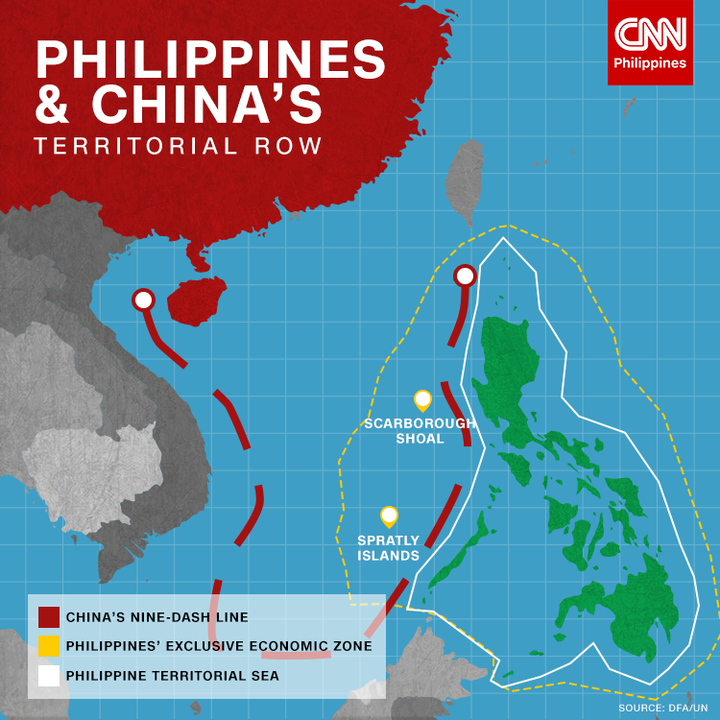 PHILIPPINES
& CHINA'S
TERRITORIAL ROW
CNN
Philippines
SCARBOROUGH
SHOAL
SPRATLY
ISLANDS
CHINA'S NINE-DASH LINE
PHILIPPINES' EXCLUSIVE ECONOMIC ZONE
PHILIPPINE TERRITORIAL SEA
SOURCE: DFA/UN